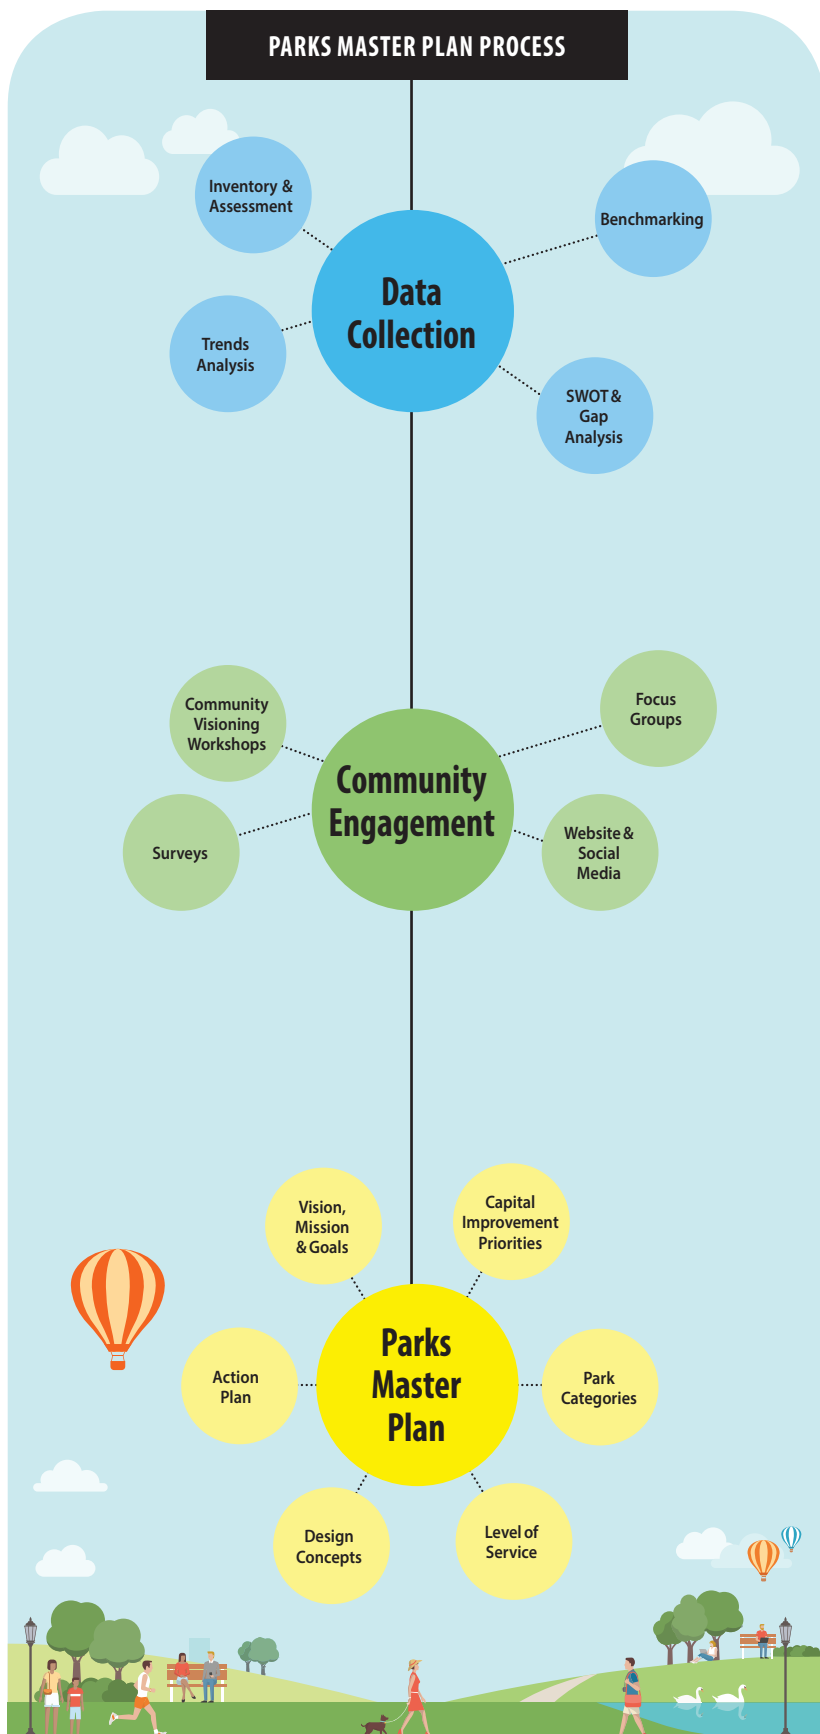 PARKS MASTER PLAN PROCESS
Inventory &
Assessment
Benchmarking
Data
Collection
Trends
Analysis
SWOT &
Gap
Analysis
Community
Visioning
Workshops
Focus
Groups
Community
Engagement
Surveys
Website &
Social
Media
Vision,
Mission
& Goals
Capital
Improvement
Priorities
Parks
Master
Plan
Action
Plan
Park
Categories
Design
Concepts
Level of
Service